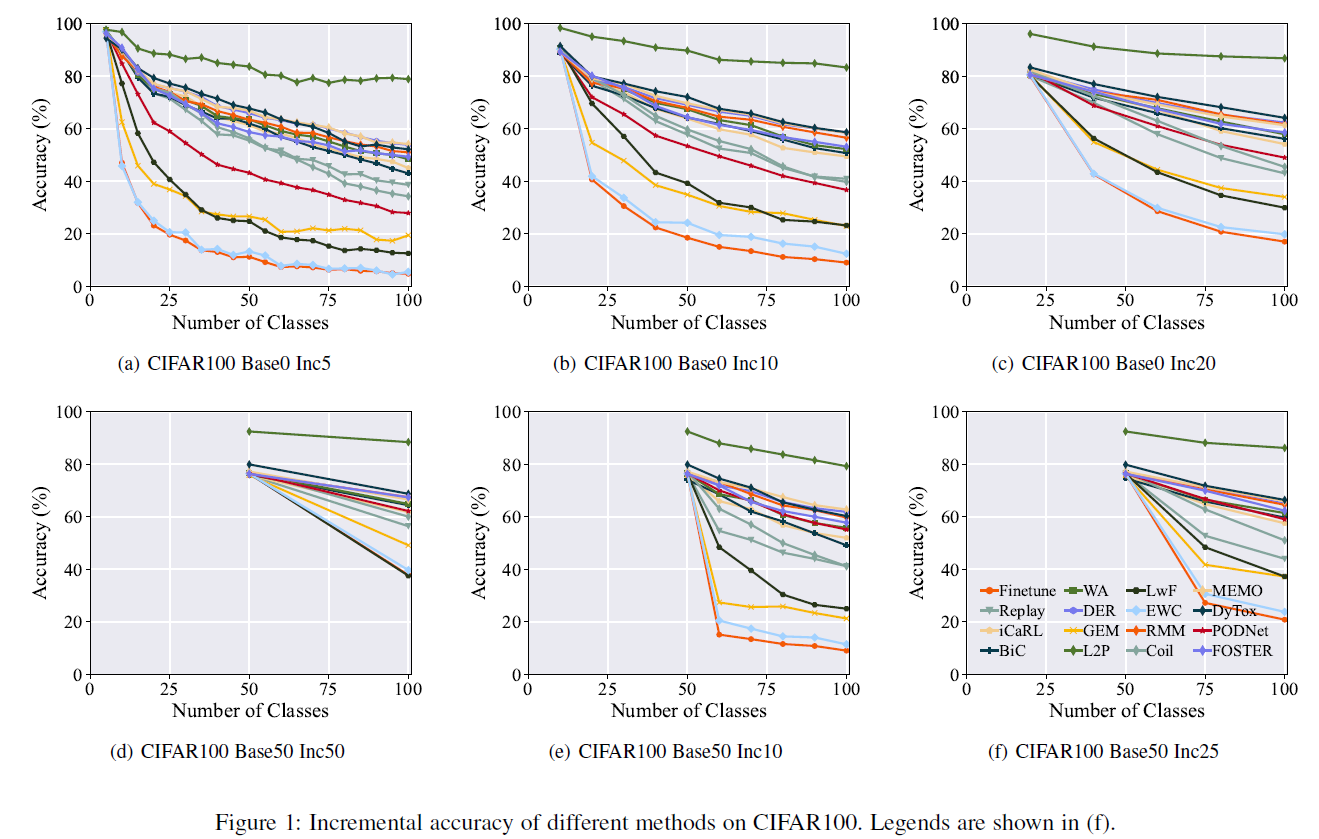 100
80
60
40
20
0
Accuracy (%)
0 25 50 75 100
Number of Classes
(a) CIFAR100 Base0 Inc5
100
80
60
40
20
0
Accuracy (%)
0 25 50 75 100
Number of Classes
(b) CIFAR100 Base0 Inc10
100
80
60
40
20
0
Accuracy (%)
0 25 50 75 100
Number of Classes
(c) CIFAR100 Base0 Inc20
100
80
60
40
20
0
Accuracy (%)
0 25 50 75 100
Number of Classes
(d) CIFAR100 Base50 Inc50
100
80
60
40
20
0
Accuracy (%)
0 25 50 75 100
Number of Classes
(e) CIFAR100 Base50 Inc10
100
80
60
40
20
0
Accuracy (%)
Finetune WA LwF MEMO
Replay DER EWC DyTox
iCaRL GEM RMM PODNet
BiC L2P Coil FOSTER
0 25 50 75 100
Number of Classes
(f) CIFAR100 Base50 Inc25
Figure 1: Incremental accuracy of different methods on CIFAR100. Legends are shown in (f).